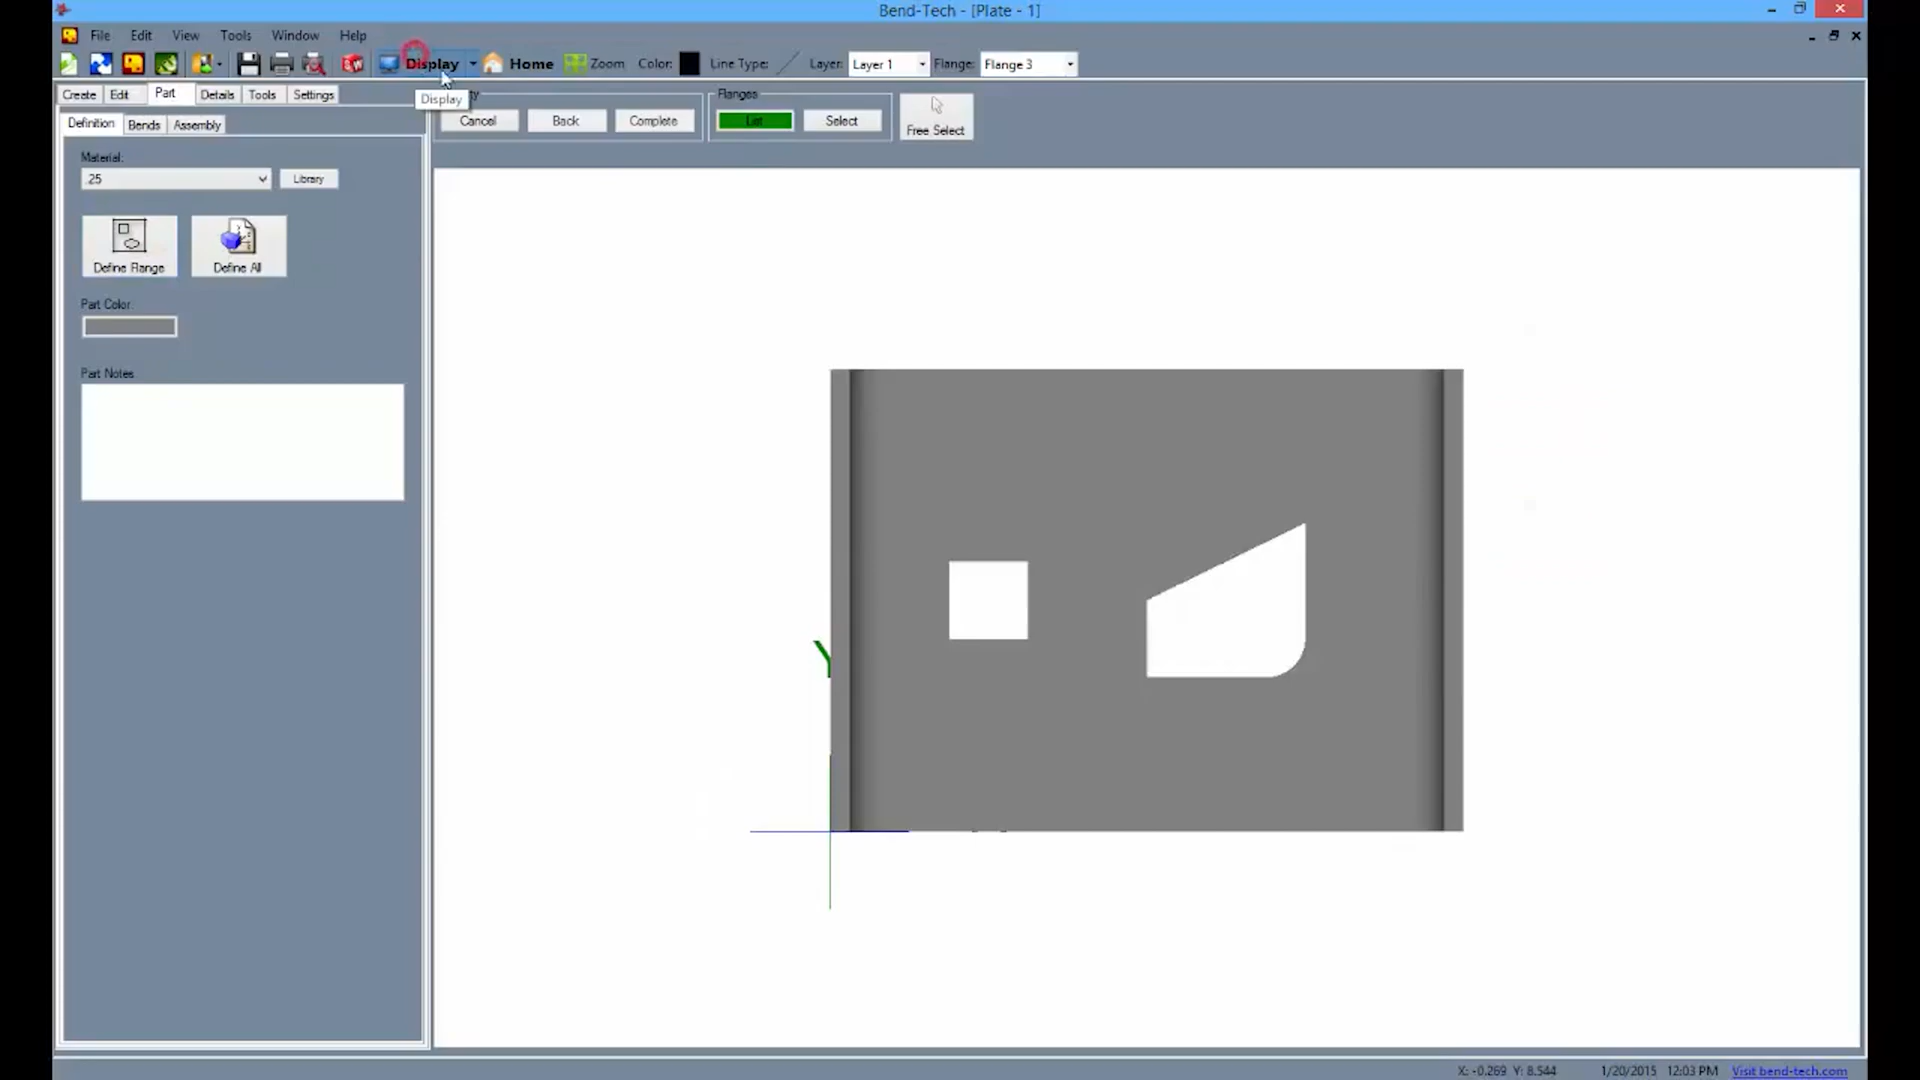 Bend-Tech - [Plate - 1]
File Edit View Tools Window Help
Display Home Zoom Color: Line Type: Layer: Layer 1 Flange: Flange 3
Create Edit Part Details Tools Settings
Display
Flanges
Definition Bends Assembly
Cancel Back Complete List Select Free Select
Material:
.25 Library
Define Flange Define All
Part Color
Part Notes
Y
X: -0.269 Y: 8.544 1/20/2015 12:03 PM Visit bend-tech.com